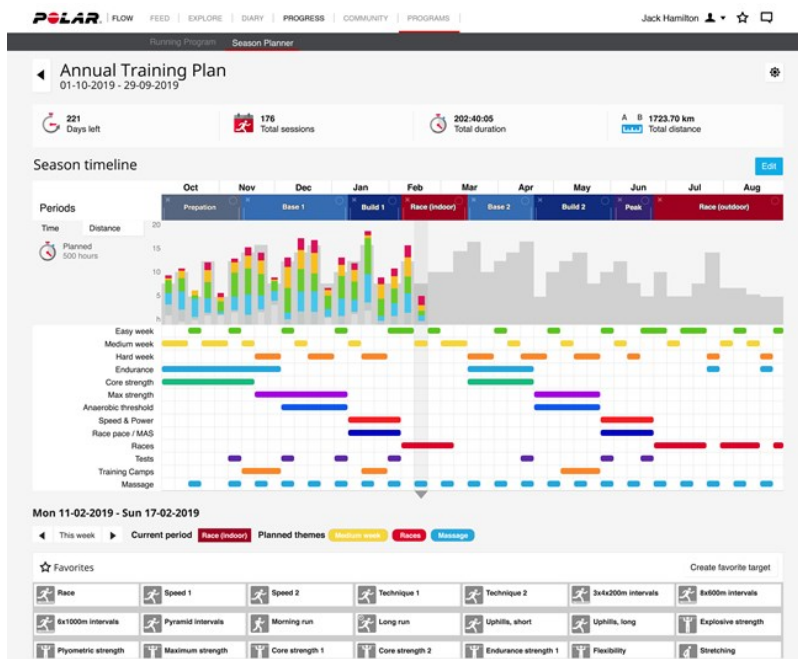 POLAR. FLOW FEED EXPLORE DIARY PROGRESS COMMUNITY PROGRAMS Jack Hamilton
Running Program Season Planner
Annual Training Plan
01-10-2019 - 29-09-2019
221 176 202:40:05 A B 1723.70 km
Days left Total sessions Total duration Total distance
Season timeline Edit
Oct Nov Dec Jan Feb Mar Apr May Jun Jul Aug
Periods Prepation Base 1 Build 1 Race (indoor) Base 2 Build 2 Peak Race (outdoor)
Time Distance 20
Planned
500 hours
15
10
5
h
Easy week
Medium week
Hard week
Endurance
Core strength
Max strength
Anaerobic threshold
Speed & Power
Race pace / MAS
Races
Tests
Training Camps
Massage
Mon 11-02-2019 - Sun 17-02-2019
This week Current period Race (Indoor) Planned themes Medium week Races Massage
Favorites Create favorite target
Race Speed 1 Speed 2 Technique 1 Technique 2 3x4x200m intervals 8x600m intervals
6x1000m intervals Pyramid intervals Morning run Long run Uphills, short Uphills, long Explosive strength
Plyometric strength Maximum strength Core strength 1 Core strength 2 Endurance strength 1 Flexibility Stretching